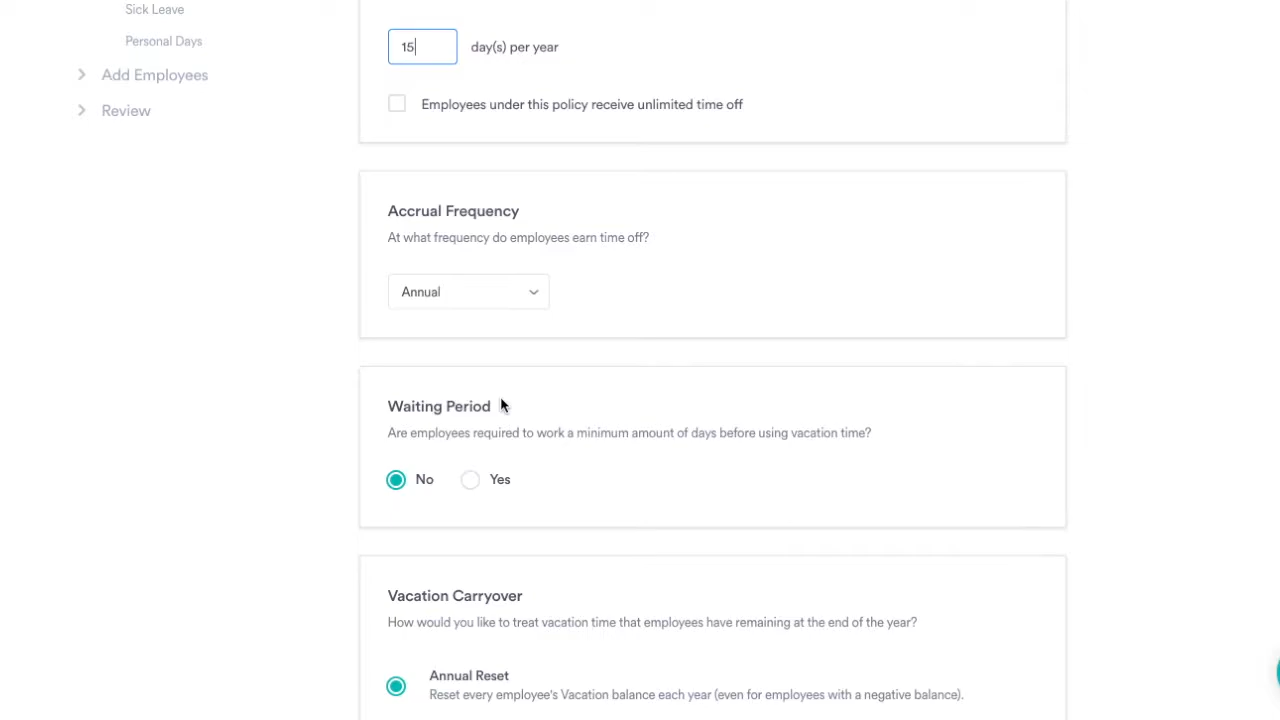 Sick Leave
Personal Days
Add Employees
Review
15 day(s) per year
Employees under this policy receive unlimited time off
Accrual Frequency
At what frequency do employees earn time off?
Annual
Waiting Period
Are employees required to work a minimum amount of days before using vacation time?
No Yes
Vacation Carryover
How would you like to treat vacation time that employees have remaining at the end of the year?
Annual Reset
Reset every employee's Vacation balance each year (even for employees with a negative balance).